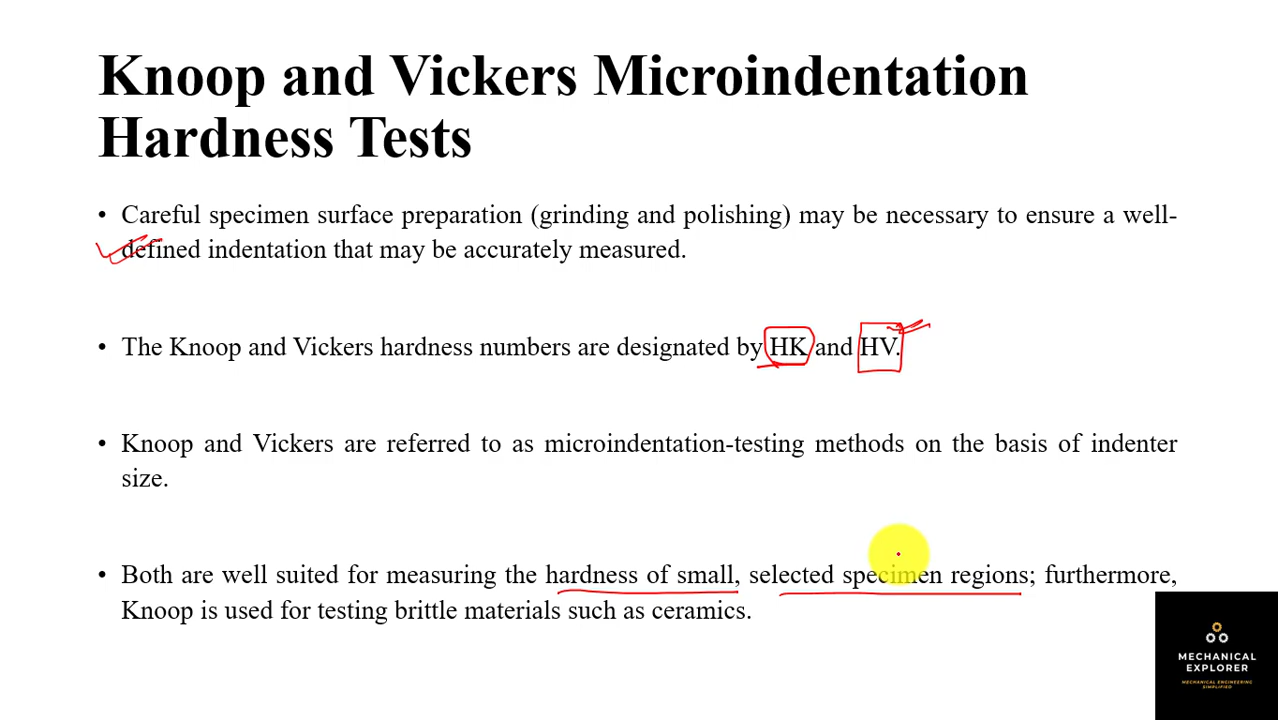 Knoop and Vickers Microindentation
Hardness Tests
• Careful specimen surface preparation (grinding and polishing) may be necessary to ensure a well-
defined indentation that may be accurately measured.
• The Knoop and Vickers hardness numbers are designated by HK and HV.
• Knoop and Vickers are referred to as microindentation-testing methods on the basis of indenter
size.
• Both are well suited for measuring the hardness of small, selected specimen regions; furthermore,
Knoop is used for testing brittle materials such as ceramics.
MECHANICAL
EXPLORER
MECHANICAL ENGINEERING
SIMPLIFIED